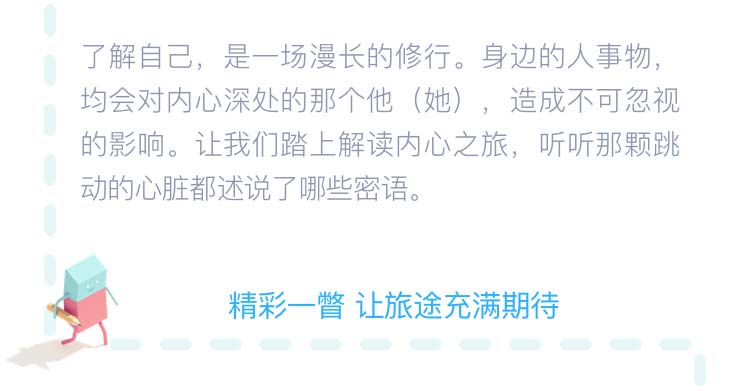 了解自己，是一场漫长的修行。身边的人事物，
均会对内心深处的那个他（她），造成不可忽视
的影响。让我们踏上解读内心之旅，听听那颗跳
动的心脏都述说了哪些密语。
精彩一瞥 让旅途充满期待